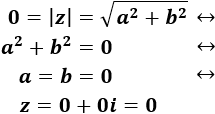 0 = |z| = √(a² + b²) ↔
a² + b² = 0 ↔
a = b = 0 ↔
z = 0 + 0i = 0